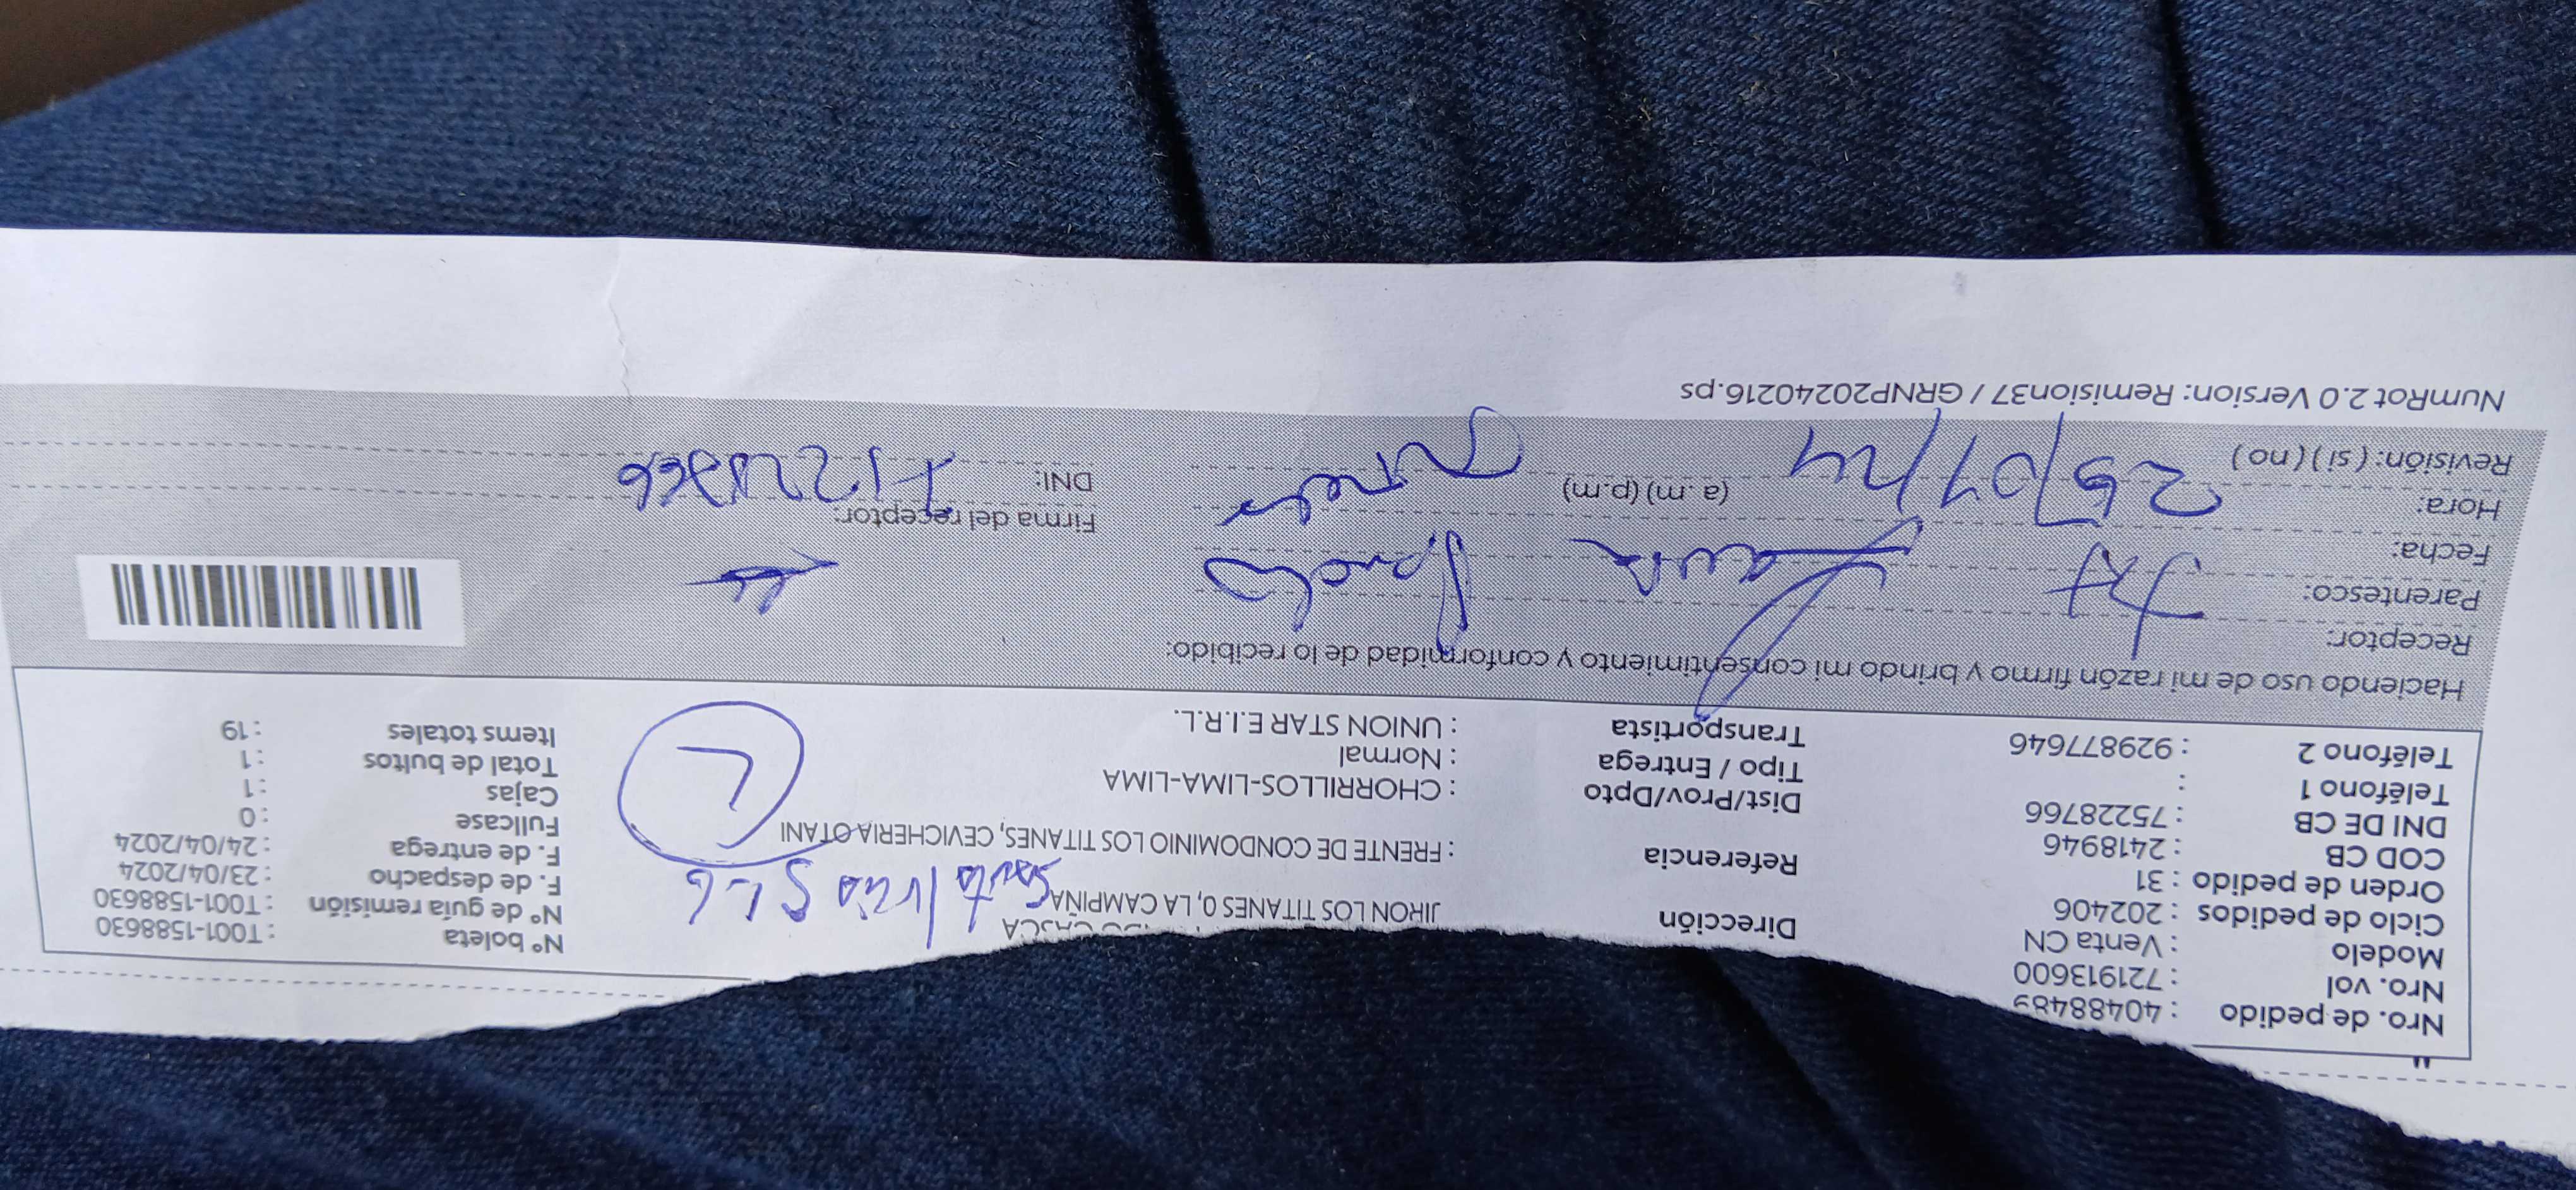 Nro. de pedido : 40488489
Nro. vol : 721913600
Modelo : Venta CN
Ciclo de pedidos : 202406
Orden de pedido : 31
COD CB : 2418946
DNI DE CB : 75228766
Teléfono 1 :
Teléfono 2 : 929877646
Dirección JIRON LOS TITANES 0, LA CAMPIÑA
Referencia : FRENTE DE CONDOMINIO LOS TITANES, CEVICHERIA OTANI
Dist/Prov/Dpto : CHORRILLOS-LIMA-LIMA
Tipo / Entrega : Normal
Transportista : UNION STAR E.I.R.L.
L
Nº boleta : T001-1588630
Nº de guía remisión : T001-1588630
F. de despacho : 23/04/2024
F. de entrega : 24/04/2024
Fullcase : 0
Cajas : 1
Total de bultos : 1
Items totales : 19
Haciendo uso de mi razón firmo y brindo mi consentimiento y conformidad de lo recibido:
Receptor:
Parentesco:
Fecha:
Hora: (a.m) (p.m)
Revisión: ( si ) ( no )
Firma del receptor:
DNI:
NumRot 2.0 Version: Remision37 / GRNP20240216.ps